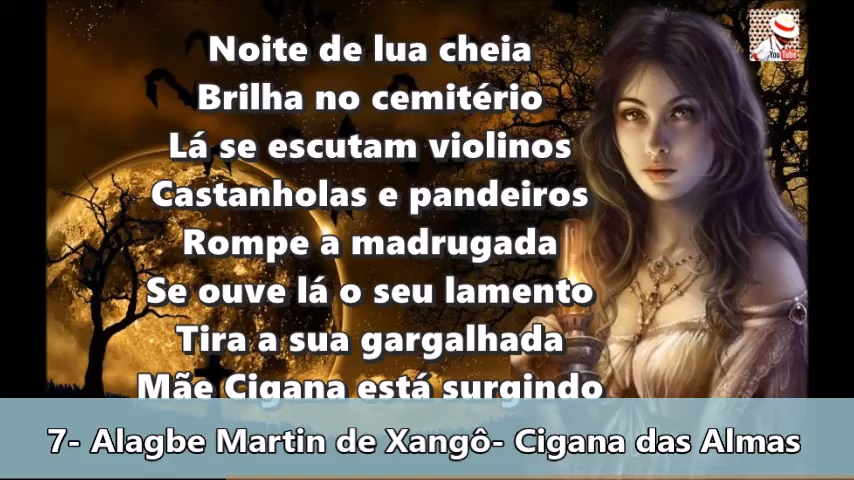 Noite de lua cheia
Brilha no cemitério
Lá se escutam violinos
Castanholas e pandeiros
Rompe a madrugada
Se ouve lá o seu lamento
Tira a sua gargalhada
Mãe Cigana está surgindo
7- Alagbe Martin de Xangô- Cigana das Almas
YouTube